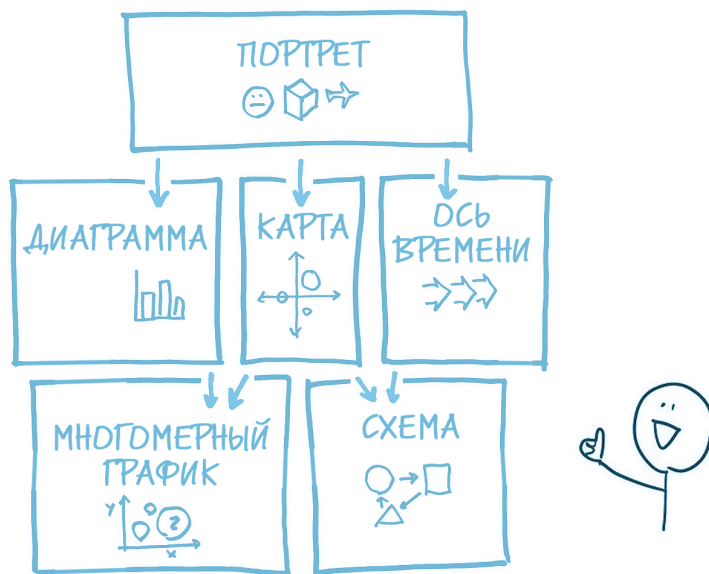 ПОРТРЕТ
ДИАГРАММА
КАРТА
ОСЬ
ВРЕМЕНИ
МНОГОМЕРНЫЙ
ГРАФИК
Y
?
X
СХЕМА